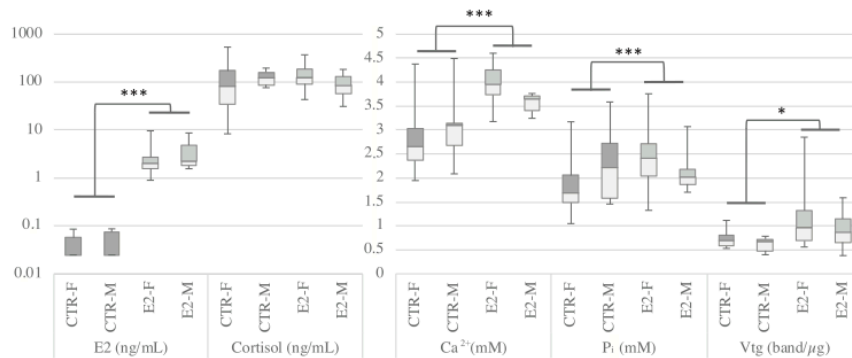 1000
100
10
1
0.1
0.01
***
CTR-F
CTR-M
E2-F
E2-M
E2 (ng/mL)
CTR-F
CTR-M
E2-F
E2-M
Cortisol (ng/mL)
5
4.5
4
3.5
3
2,5
2
1.5
1
0.5
0
***
***
*
CTR-F
CTR-M
E2-F
E2-M
Ca²⁺(mM)
CTR-F
CTR-M
E2-F
E2-M
Pᵢ (mM)
CTR-F
CTR-M
E2-F
E2-M
Vtg (band/µg)